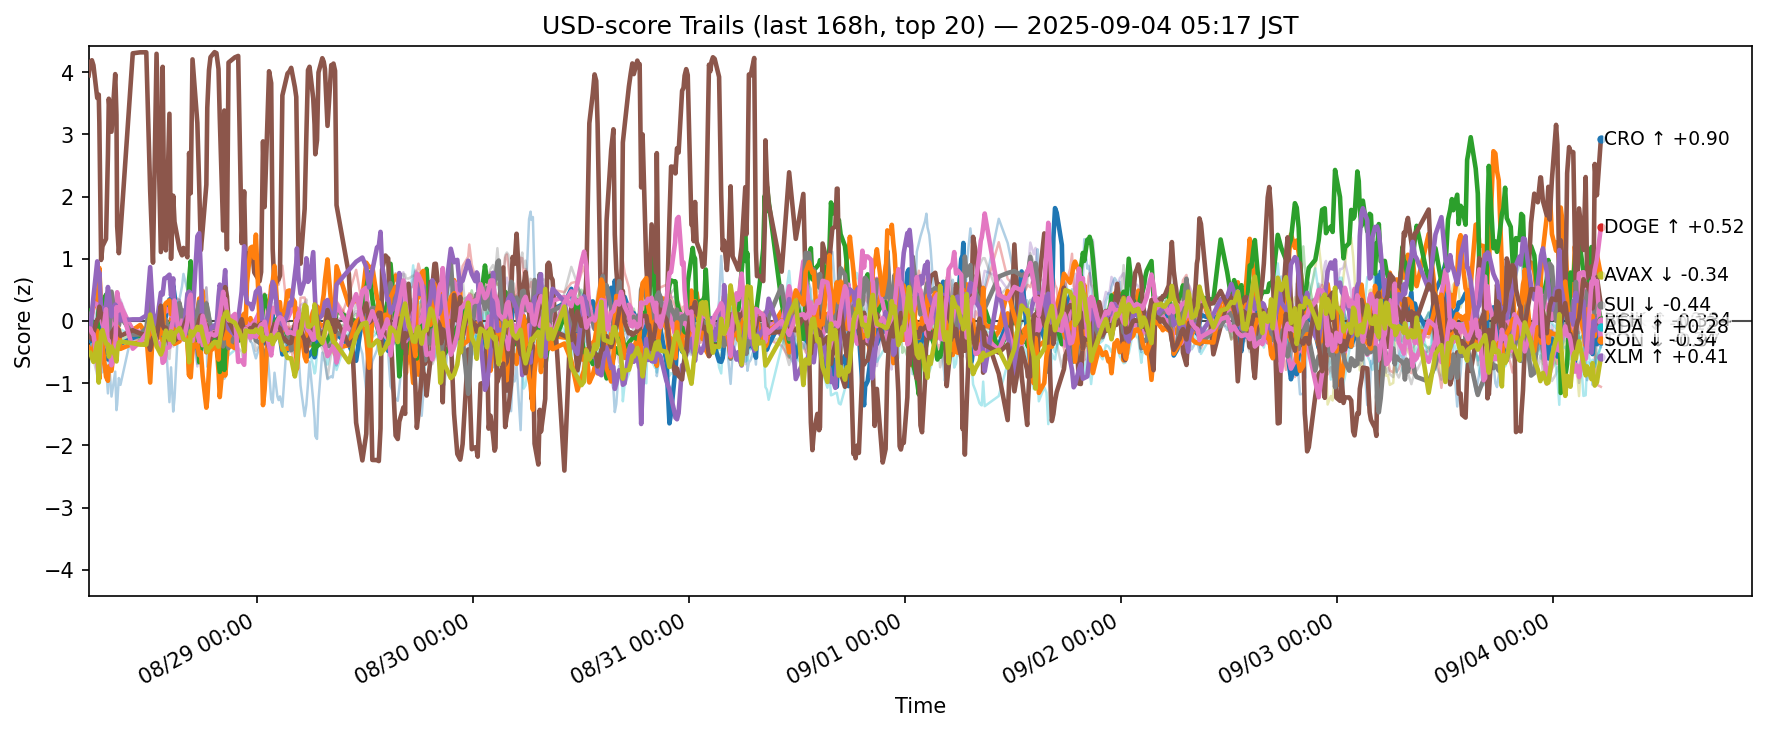 USD-score Trails (last 168h, top 20) — 2025-09-04 05:17 JST
Score (z)
4
3
2
1
0
−1
−2
−3
−4
CRO ↑ +0.90
DOGE ↑ +0.52
AVAX ↓ -0.34
SUI ↓ -0.44
ADA ↑ +0.28
SOL ↓ -0.34
XLM ↑ +0.41
08/29 00:00
08/30 00:00
08/31 00:00
09/01 00:00
09/02 00:00
09/03 00:00
09/04 00:00
Time